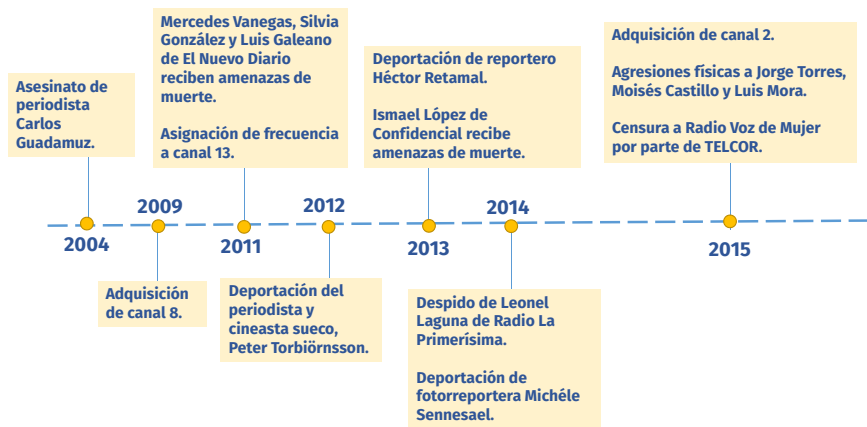 Asesinato de
periodista
Carlos
Guadamuz.
2004
2009
Adquisición
de canal 8.
Mercedes Vanegas, Silvia
González y Luis Galeano
de El Nuevo Diario
reciben amenazas de
muerte.
Asignación de frecuencia
a canal 13.
2011
2012
Deportación del
periodista y
cineasta sueco,
Peter Torbiörnsson.
Deportación de reportero
Héctor Retamal.
Ismael López de
Confidencial recibe
amenazas de muerte.
2013
2014
Despido de Leonel
Laguna de Radio La
Primerísima.
Deportación de
fotorreportera Michéle
Sennesael.
Adquisición de canal 2.
Agresiones físicas a Jorge Torres,
Moisés Castillo y Luis Mora.
Censura a Radio Voz de Mujer
por parte de TELCOR.
2015